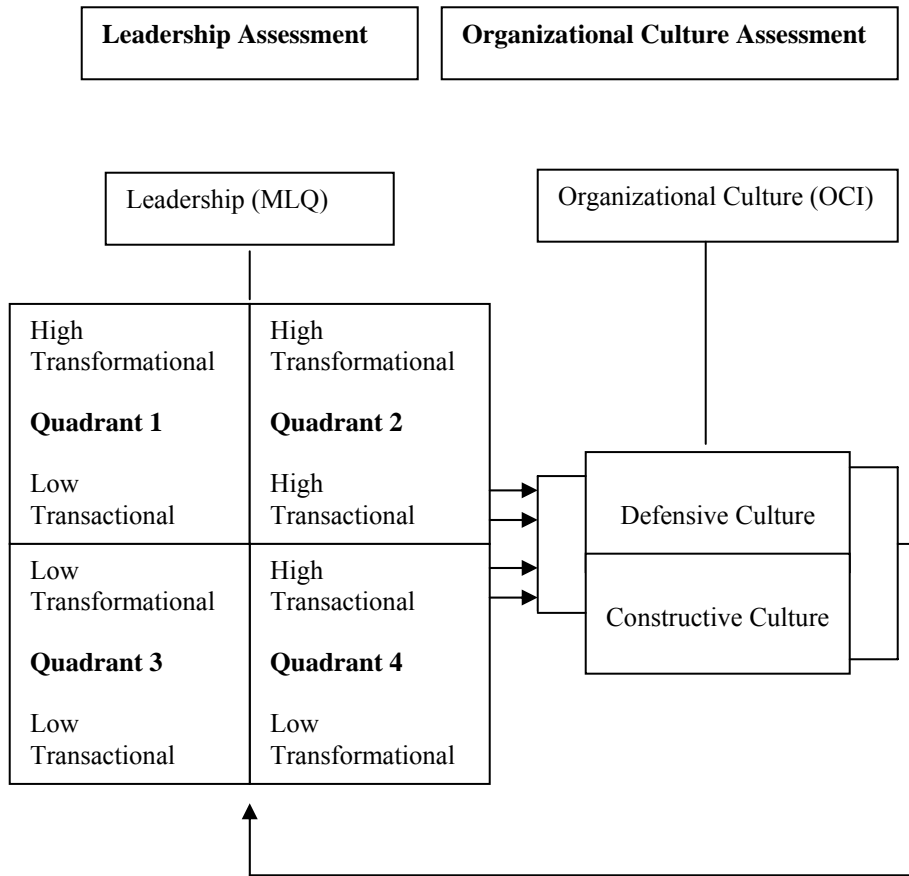 Leadership Assessment
Organizational Culture Assessment
Leadership (MLQ)
Organizational Culture (OCI)
High
Transformational
Quadrant 1
Low
Transactional
High
Transformational
Quadrant 2
High
Transactional
Low
Transformational
Quadrant 3
Low
Transactional
High
Transactional
Quadrant 4
Low
Transformational
Defensive Culture
Constructive Culture